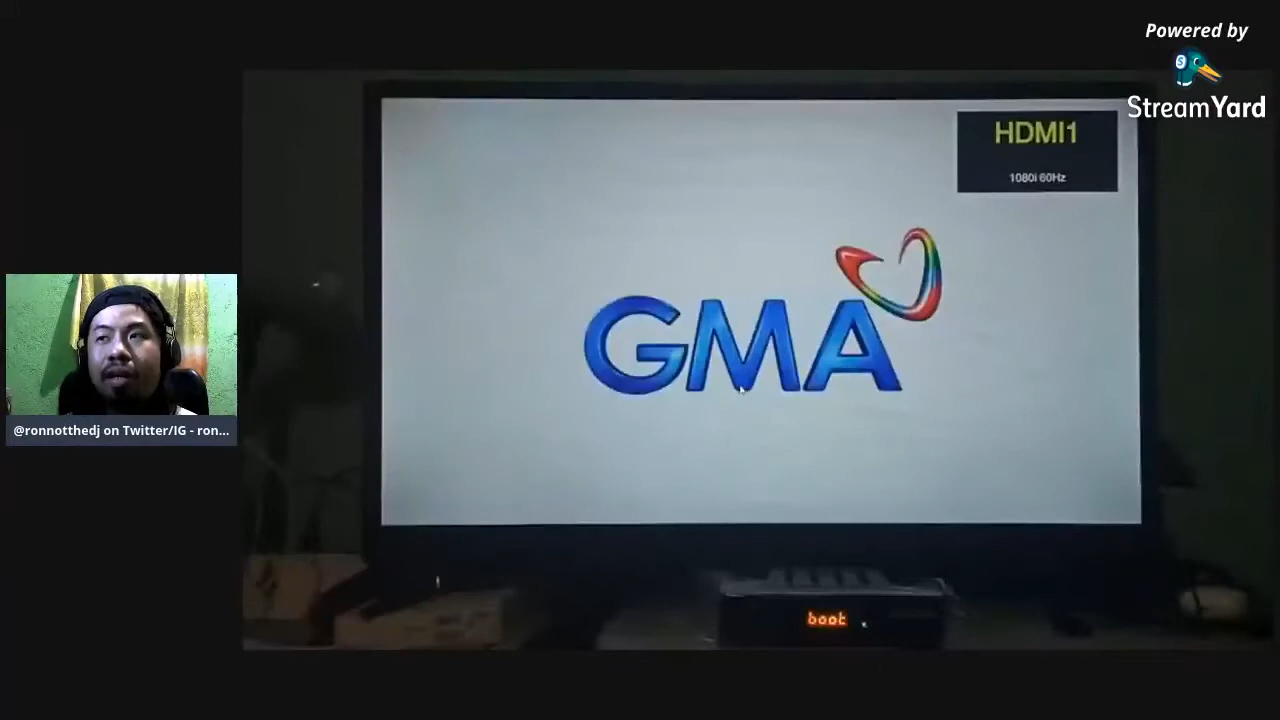 Powered by
StreamYard
HDMI1
1080i 60Hz
GMA
@ronnotthedj on Twitter/IG - ron...
boot